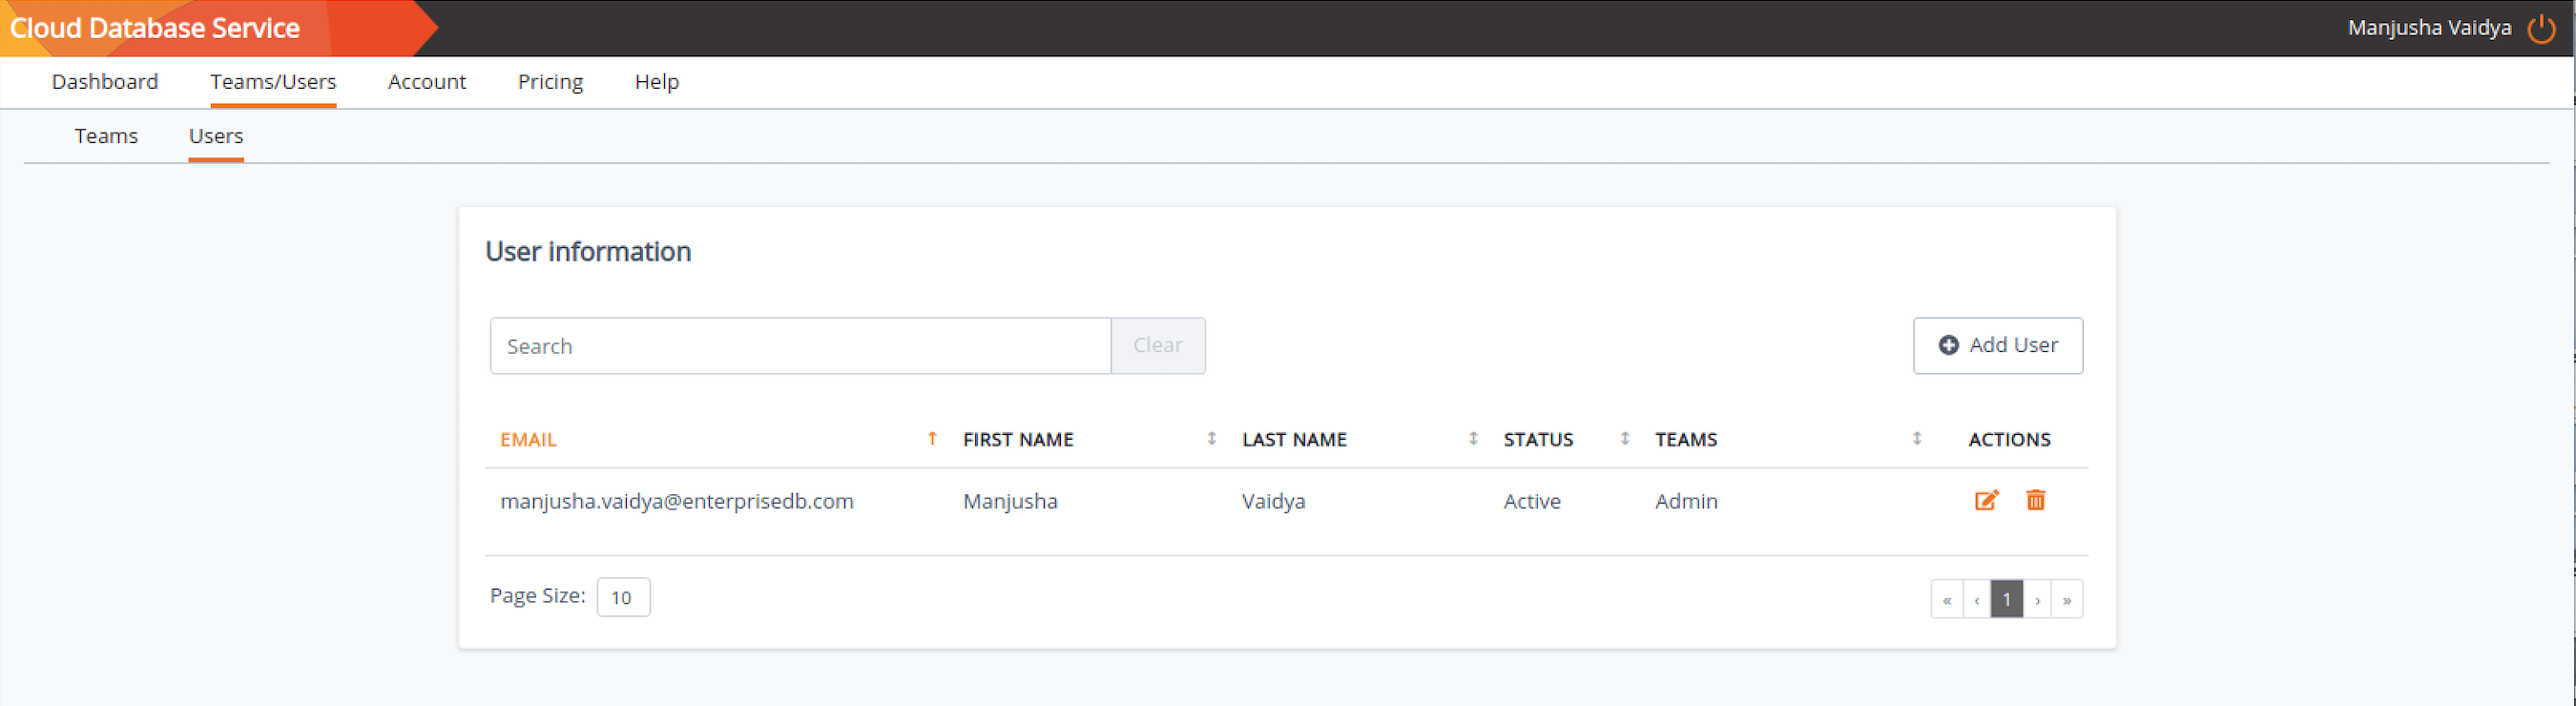 Cloud Database Service
Manjusha Vaidya
Dashboard Teams/Users Account Pricing Help
Teams Users
User information
Search Clear Add User
EMAIL FIRST NAME LAST NAME STATUS TEAMS ACTIONS
manjusha.vaidya@enterprisedb.com Manjusha Vaidya Active Admin
Page Size: 10 « ‹ 1 › »